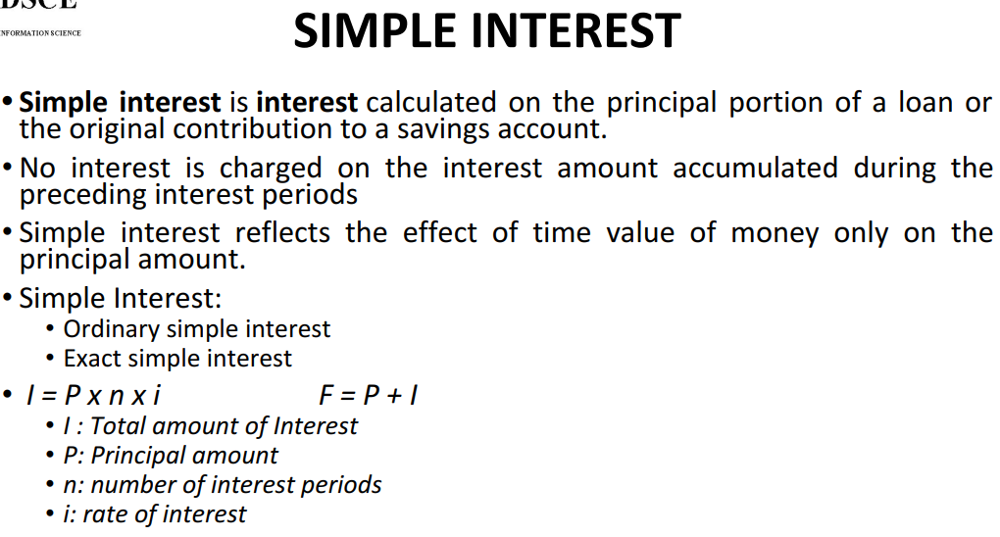 DSCE
NFORMATION SCIENCE
SIMPLE INTEREST
• Simple interest is interest calculated on the principal portion of a loan or
the original contribution to a savings account.
• No interest is charged on the interest amount accumulated during the
preceding interest periods
• Simple interest reflects the effect of time value of money only on the
principal amount.
• Simple Interest:
• Ordinary simple interest
• Exact simple interest
• I = P x n x i F = P + I
• I : Total amount of Interest
• P: Principal amount
• n: number of interest periods
• i: rate of interest